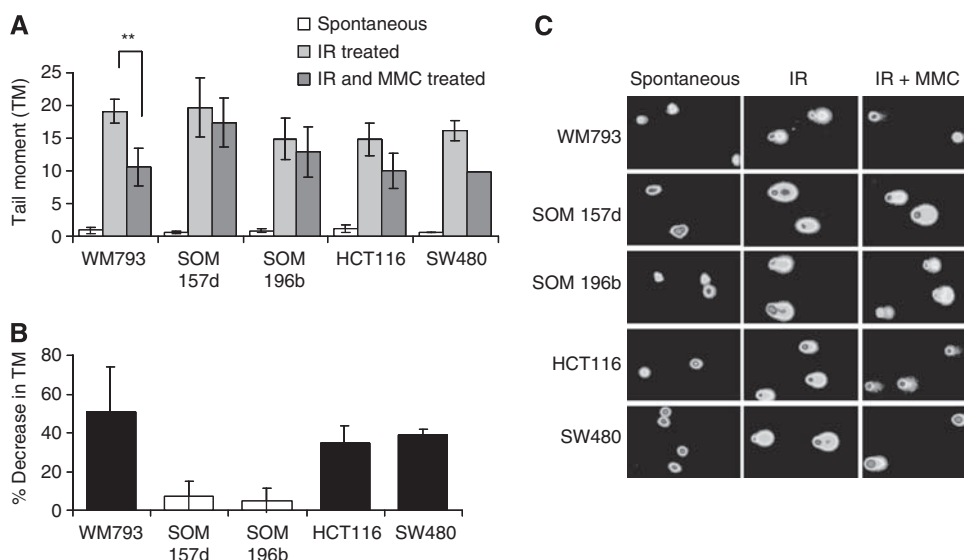 A
Spontaneous
IR treated
IR and MMC treated
**
Tail moment (TM)
25
20
15
10
5
0
WM793
SOM
157d
SOM
196b
HCT116
SW480
B
% Decrease in TM
80
60
40
20
0
WM793
SOM
157d
SOM
196b
HCT116
SW480
C
Spontaneous
IR
IR + MMC
WM793
SOM 157d
SOM 196b
HCT116
SW480